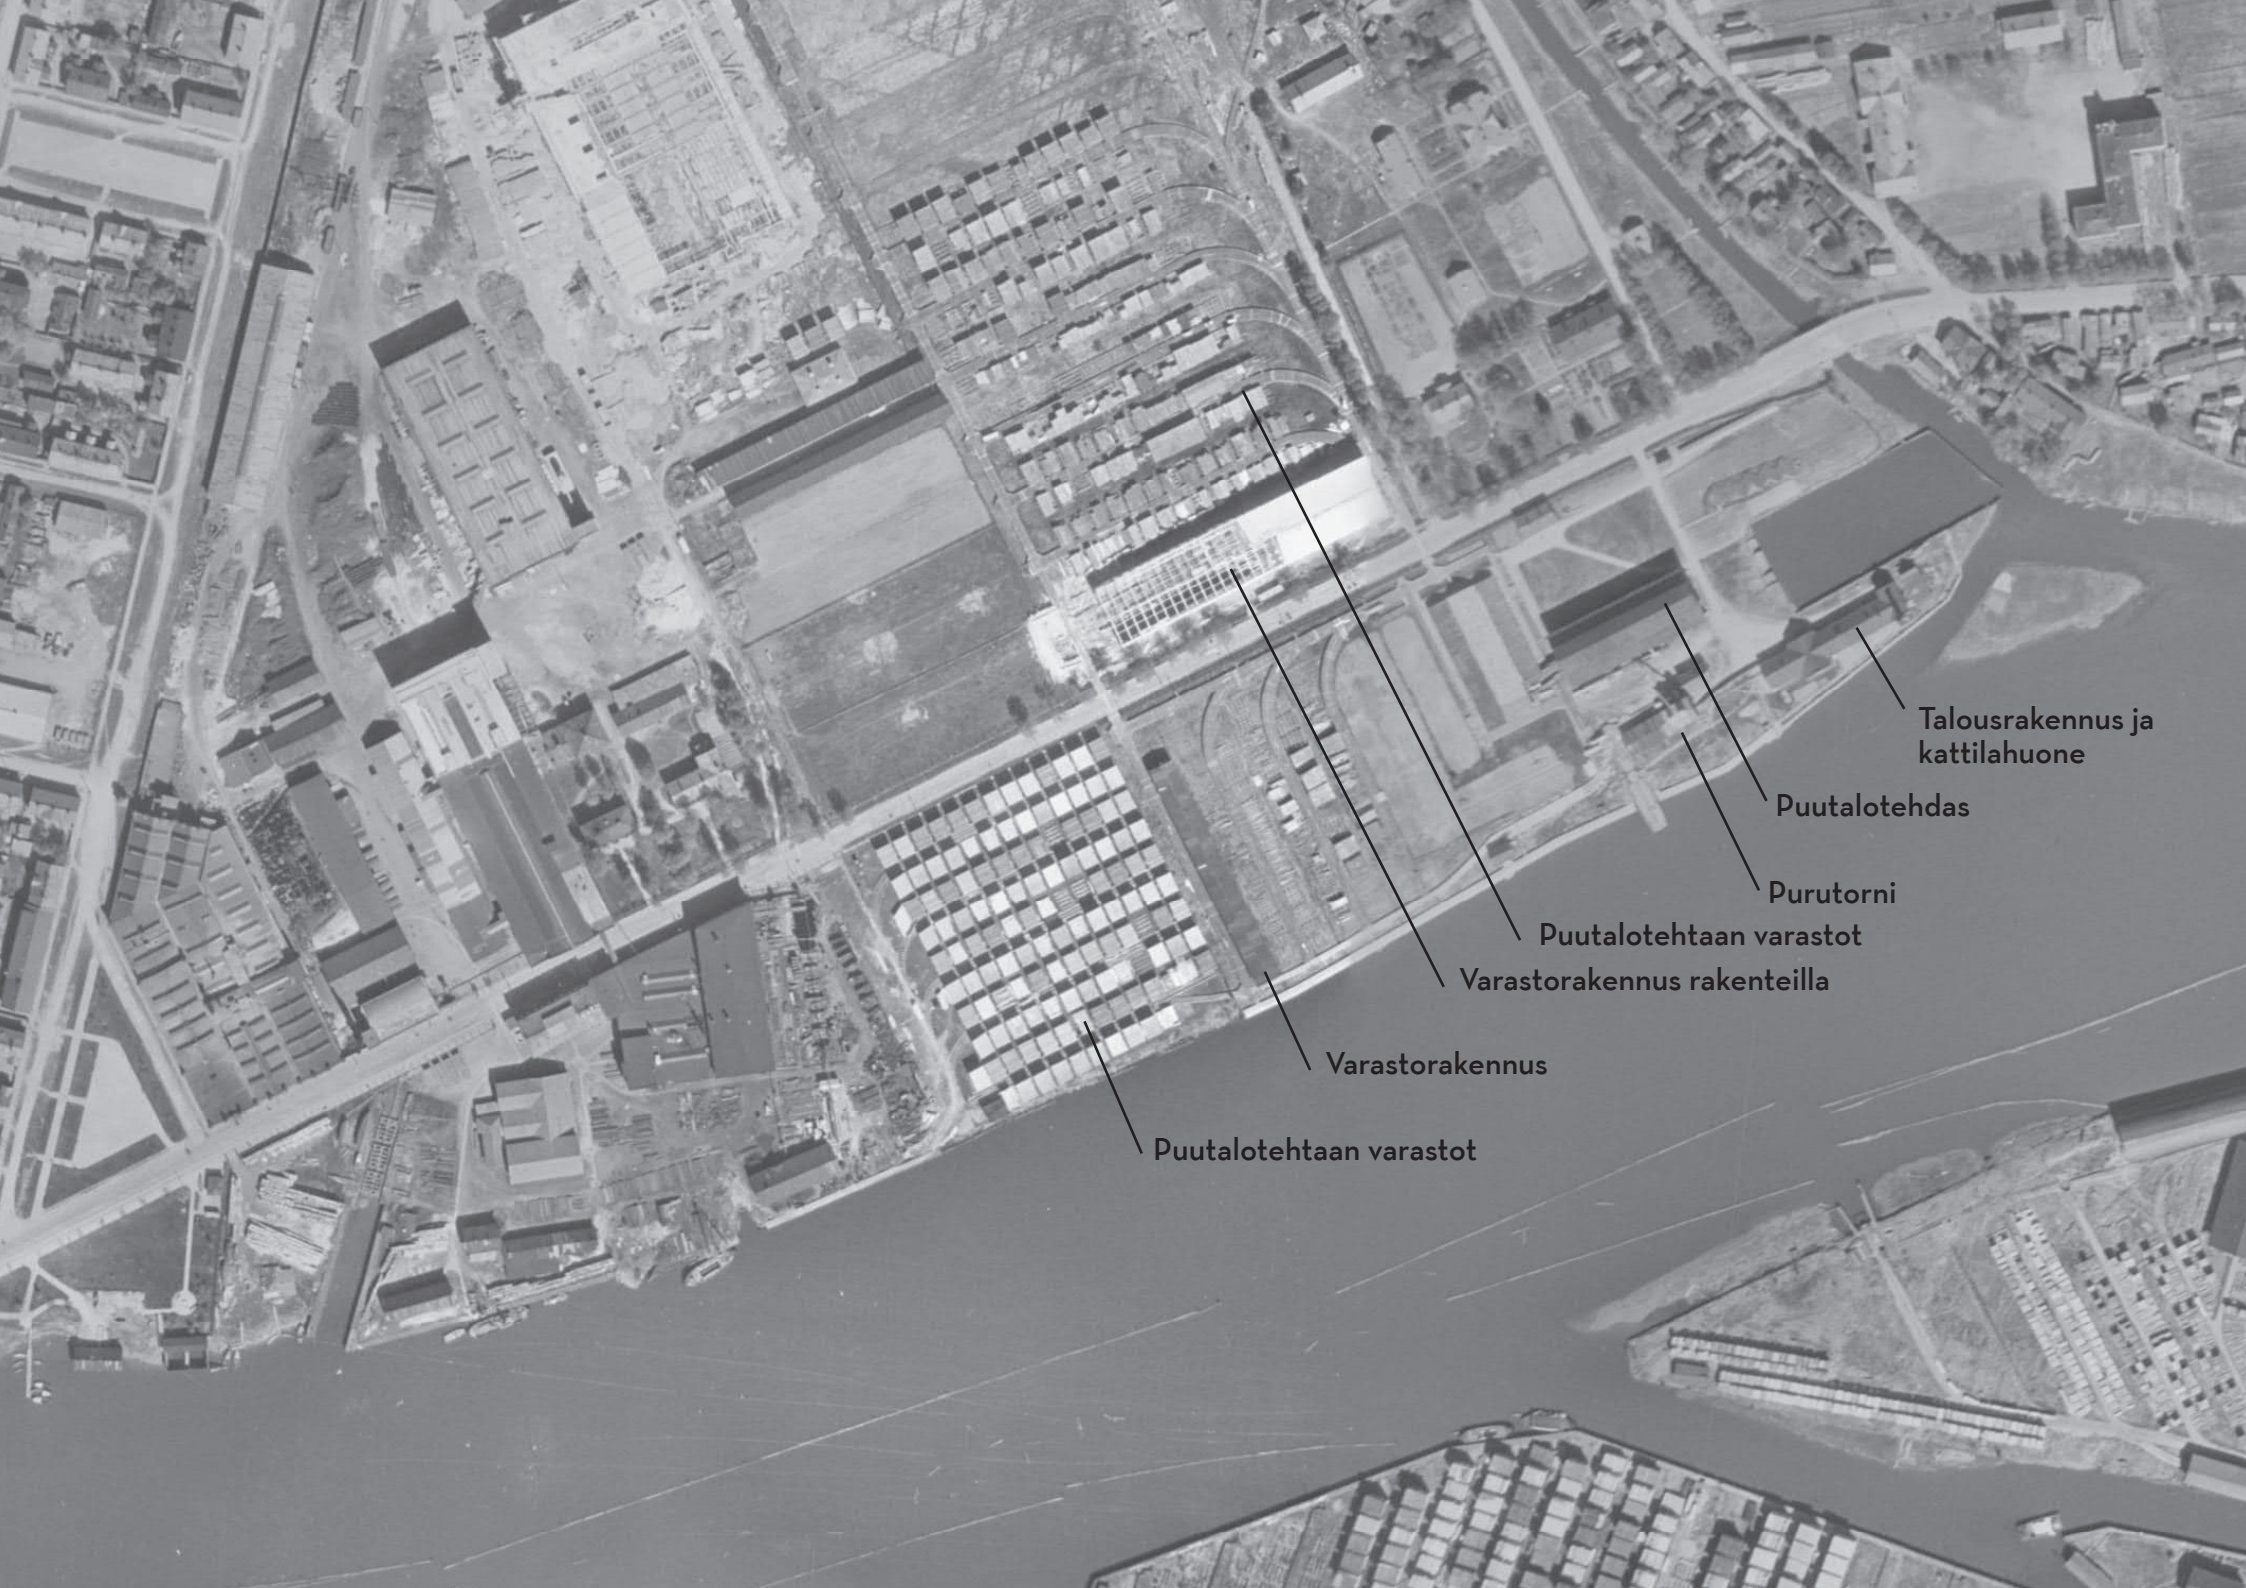 Talousrakennus ja
kattilahuone
Puutalotehdas
Purutorni
Puutalotehtaan varastot
Varastorakennus rakenteilla
Varastorakennus
Puutalotehtaan varastot